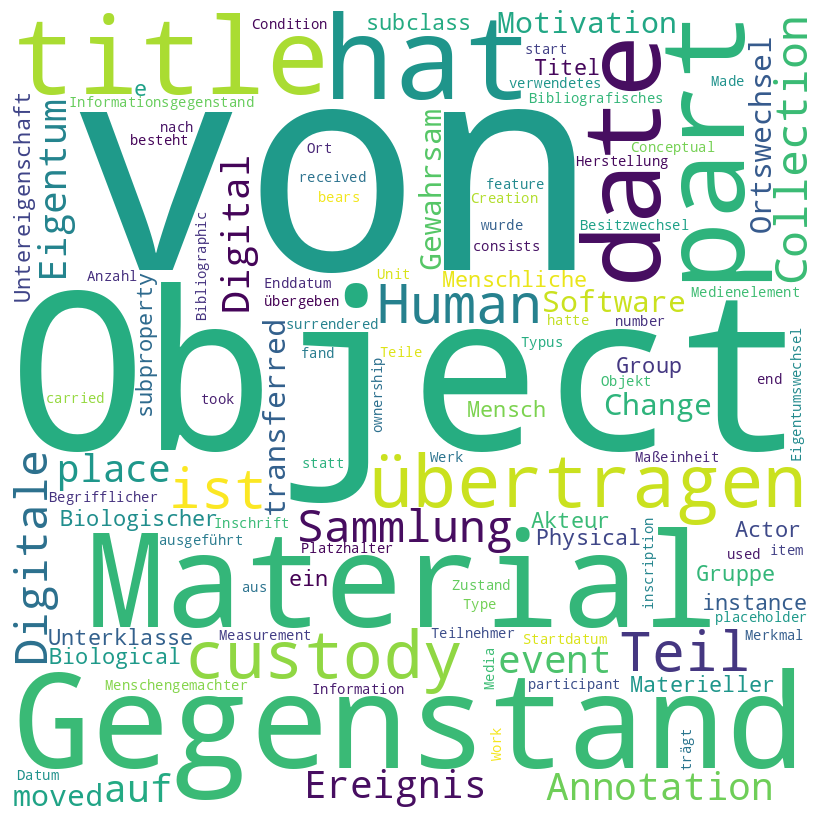 title
hat
Condition
subclass
Motivation
start
Titel
verwendetes
Bibliografisches
date
part
Made
Ortswechsel
Collection
e
Informationsgegenstand
Untereigenschaft
Eigentum
nach
besteht
von
Ort
received
bears
Gewahrsam
feature
Creation
wurde
consists
Herstellung
Conceptual
Besitzwechsel
Digital
Bibliographic
Anzahl
Enddatum
übergeben
Unit
Menschliche
Human
Software
Medienelement
subproperty
surrendered
hatte
number
Object
transferred
fand
Teile
ownership
Typus
Group
Objekt
end
Eigentumswechsel
carried
took
Mensch
Change
statt
Werk
Maßeinheit
Digitale
place
ist
übertragen
Begrifflicher
Biologischer
Inschrift
Sammlung
Akteur
Physical
Actor
ausgeführt
Platzhalter
inscription
used
item
Material
aus
ein
Zustand
Type
Gruppe
instance
placeholder
Unterklasse
Measurement
Teilnehmer
Startdatum
Teil
Merkmal
Biological
custody
event
Media
Menschengemachter
Information
participant
Materieller
Gegenstand
Work
trägt
Datum
moved
auf
Ereignis
Annotation